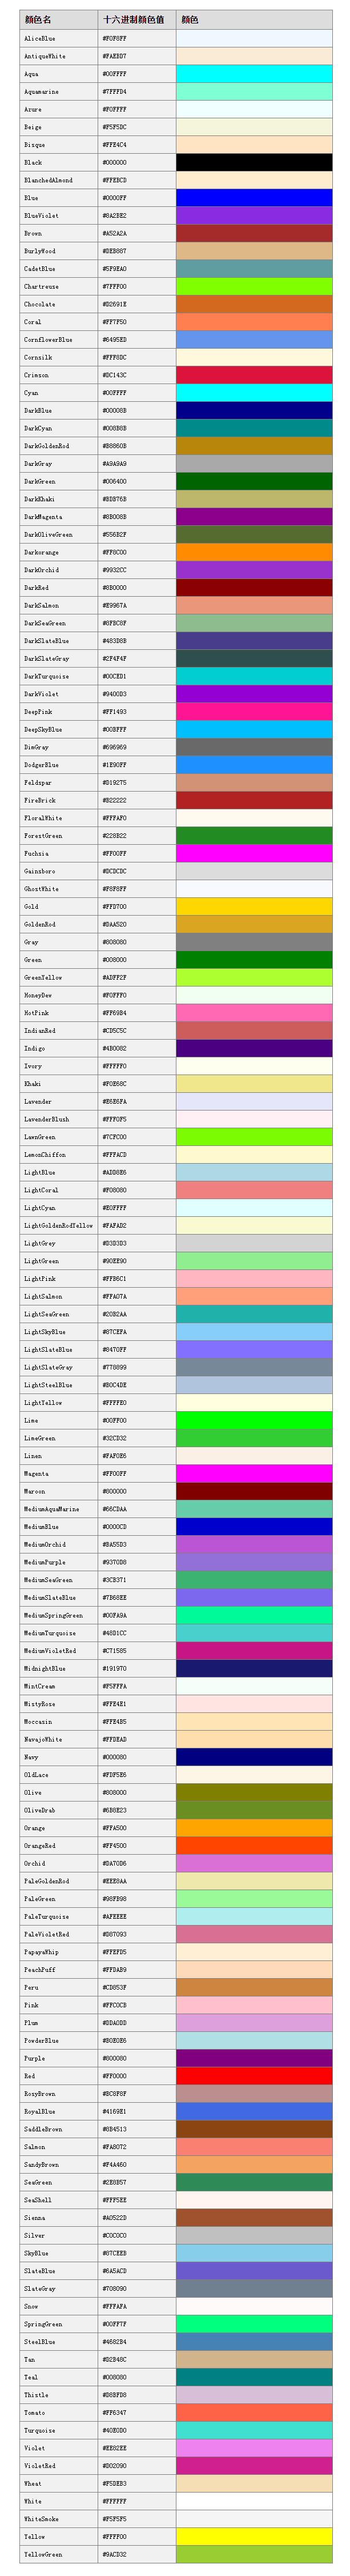 颜色名 十六进制颜色值 颜色
AliceBlue #F0F8FF
AntiqueWhite #FAEBD7
Aqua #00FFFF
Aquamarine #7FFFD4
Azure #F0FFFF
Beige #F5F5DC
Bisque #FFE4C4
Black #000000
BlanchedAlmond #FFEBCD
Blue #0000FF
BlueViolet #8A2BE2
Brown #A52A2A
BurlyWood #DEB887
CadetBlue #5F9EA0
Chartreuse #7FFF00
Chocolate #D2691E
Coral #FF7F50
CornflowerBlue #6495ED
Cornsilk #FFF8DC
Crimson #DC143C
Cyan #00FFFF
DarkBlue #00008B
DarkCyan #008B8B
DarkGoldenRod #B8860B
DarkGray #A9A9A9
DarkGreen #006400
DarkKhaki #BDB76B
DarkMagenta #8B008B
DarkOliveGreen #556B2F
Darkorange #FF8C00
DarkOrchid #9932CC
DarkRed #8B0000
DarkSalmon #E9967A
DarkSeaGreen #8FBC8F
DarkSlateBlue #483D8B
DarkSlateGray #2F4F4F
DarkTurquoise #00CED1
DarkViolet #9400D3
DeepPink #FF1493
DeepSkyBlue #00BFFF
DimGray #696969
DodgerBlue #1E90FF
Feldspar #D19275
FireBrick #B22222
FloralWhite #FFFAF0
ForestGreen #228B22
Fuchsia #FF00FF
Gainsboro #DCDCDC
GhostWhite #F8F8FF
Gold #FFD700
GoldenRod #DAA520
Gray #808080
Green #008000
GreenYellow #ADFF2F
HoneyDew #F0FFF0
HotPink #FF69B4
IndianRed #CD5C5C
Indigo #4B0082
Ivory #FFFFF0
Khaki #F0E68C
Lavender #E6E6FA
LavenderBlush #FFF0F5
LawnGreen #7CFC00
LemonChiffon #FFFACD
LightBlue #ADD8E6
LightCoral #F08080
LightCyan #E0FFFF
LightGoldenRodYellow #FAFAD2
LightGrey #D3D3D3
LightGreen #90EE90
LightPink #FFB6C1
LightSalmon #FFA07A
LightSeaGreen #20B2AA
LightSkyBlue #87CEFA
LightSlateBlue #8470FF
LightSlateGray #778899
LightSteelBlue #B0C4DE
LightYellow #FFFFE0
Lime #00FF00
LimeGreen #32CD32
Linen #FAF0E6
Magenta #FF00FF
Maroon #800000
MediumAquaMarine #66CDAA
MediumBlue #0000CD
MediumOrchid #BA55D3
MediumPurple #9370D8
MediumSeaGreen #3CB371
MediumSlateBlue #7B68EE
MediumSpringGreen #00FA9A
MediumTurquoise #48D1CC
MediumVioletRed #C71585
MidnightBlue #191970
MintCream #F5FFFA
MistyRose #FFE4E1
Moccasin #FFE4B5
NavajoWhite #FFDEAD
Navy #000080
OldLace #FDF5E6
Olive #808000
OliveDrab #6B8E23
Orange #FFA500
OrangeRed #FF4500
Orchid #DA70D6
PaleGoldenRod #EEE8AA
PaleGreen #98FB98
PaleTurquoise #AFEEEE
PaleVioletRed #D87093
PapayaWhip #FFEFD5
PeachPuff #FFDAB9
Peru #CD853F
Pink #FFC0CB
Plum #DDA0DD
PowderBlue #B0E0E6
Purple #800080
Red #FF0000
RosyBrown #BC8F8F
RoyalBlue #4169E1
SaddleBrown #8B4513
Salmon #FA8072
SandyBrown #F4A460
SeaGreen #2E8B57
SeaShell #FFF5EE
Sienna #A0522D
Silver #C0C0C0
SkyBlue #87CEEB
SlateBlue #6A5ACD
SlateGray #708090
Snow #FFFAFA
SpringGreen #00FF7F
SteelBlue #4682B4
Tan #D2B48C
Teal #008080
Thistle #D8BFD8
Tomato #FF6347
Turquoise #40E0D0
Violet #EE82EE
VioletRed #D02090
Wheat #F5DEB3
White #FFFFFF
WhiteSmoke #F5F5F5
Yellow #FFFF00
YellowGreen #9ACD32